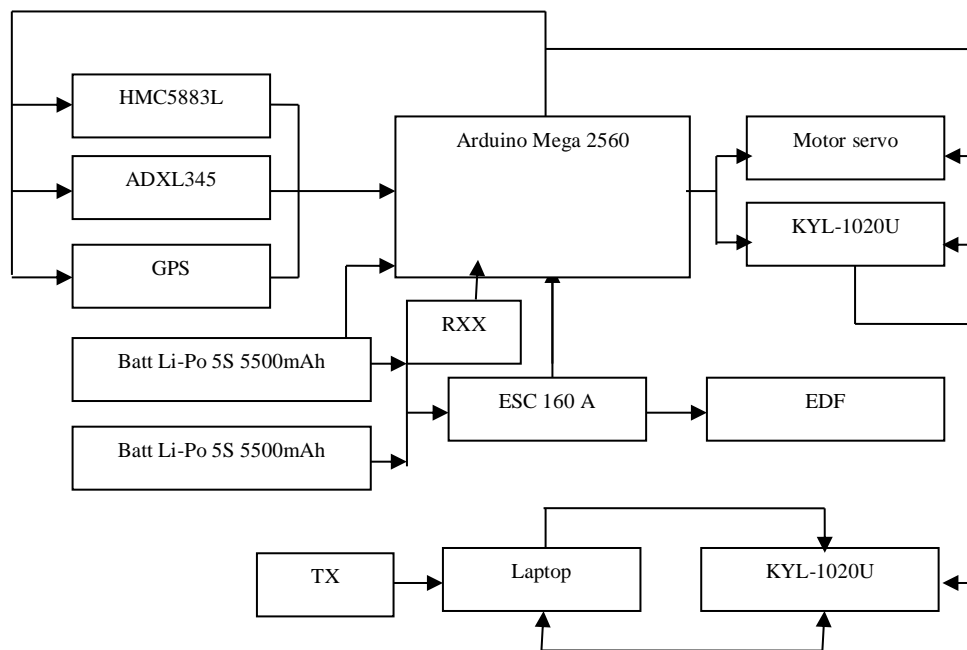 HMC5883L
Arduino Mega 2560
Motor servo
ADXL345
KYL-1020U
GPS
RXX
Batt Li-Po 5S 5500mAh
ESC 160 A
EDF
Batt Li-Po 5S 5500mAh
TX
Laptop
KYL-1020U